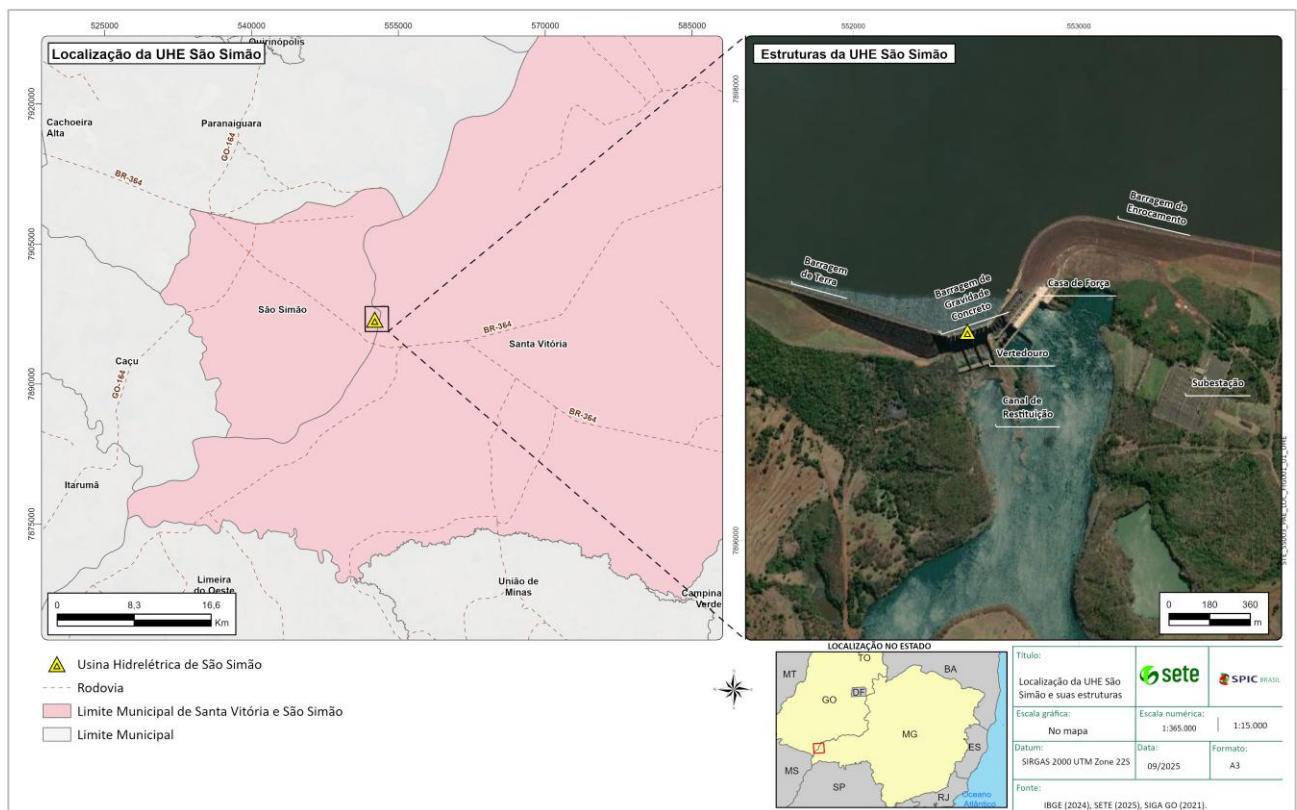 525000
540000
555000
570000
585000
Localização da UHE São Simão
Quirinópolis
7920000
7905000
7890000
7875000
Cachoeira
Alta
Paranaiguara
GO-164
BR-364
São Simão
BR-364
Santa Vitória
Caçu
GO-164
BR-364
Itarumã
Limeira
do Oeste
União de
Minas
Campina
Verde
0
8,3
16,6
Km
552000
553000
Estruturas da UHE São Simão
7898000
7896000
Barragem de
Enrocamento
Barragem
de Terra
Barragem de
Gravidade
Concreto
Casa de Força
Vertedouro
Subestação
Canal de
Restituição
0
180
360
m
Usina Hidrelétrica de São Simão
Rodovia
Limite Municipal de Santa Vitória e São Simão
Limite Municipal
LOCALIZAÇÃO NO ESTADO
MT
TO
BA
GO
DF
MG
ES
MS
SP
RJ
Oceano
Atlântico
Título:
Localização da UHE São
Simão e suas estruturas
sete
SPIC BRASIL
Escala gráfica:
No mapa
Escala numérica:
1:365.000
1:15.000
Datum:
SIRGAS 2000 UTM Zone 22S
Data:
09/2025
Formato:
A3
Fonte:
IBGE (2024), SETE (2025), SIGA GO (2021).